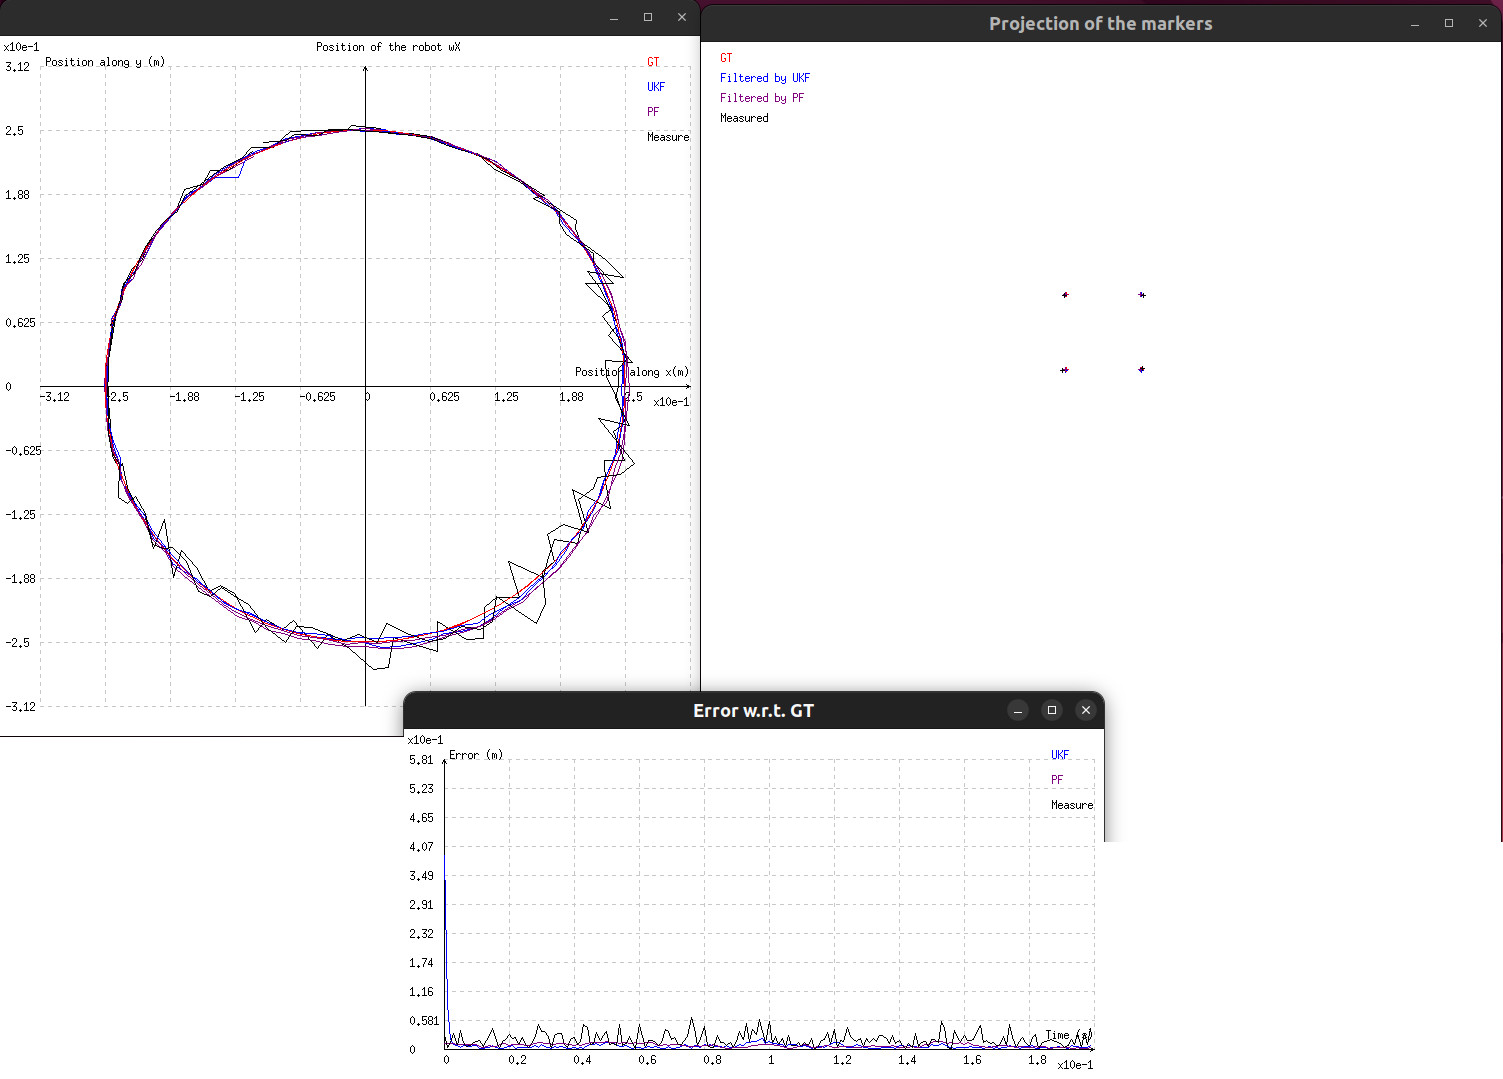 Position of the robot wX
x10e-1
Position along y (m)
3.12
2.5
1.88
1.25
0.625
0
-0.625
-1.25
-1.88
-2.5
-3.12
GT
UKF
PF
Measure
Position along x(m)
-3.12
-2.5
-1.88
-1.25
-0.625
0
0.625
1.25
1.88
2.5
x10e-1
Projection of the markers
GT
Filtered by UKF
Filtered by PF
Measured
Error w.r.t. GT
x10e-1
Error (m)
5.81
5.23
4.65
4.07
3.49
2.91
2.32
1.74
1.16
0.581
0
UKF
PF
Measure
Time (s)
0
0.2
0.4
0.6
0.8
1
1.2
1.4
1.6
1.8
x10e-1